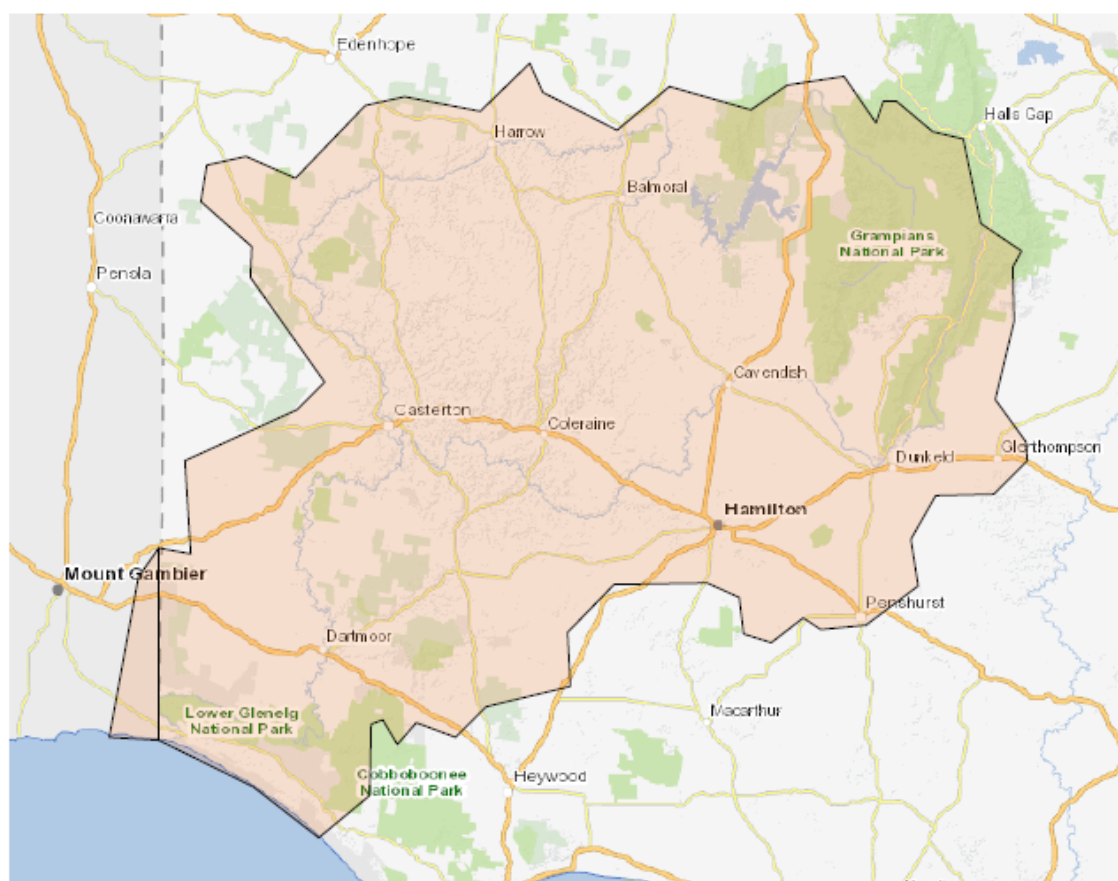 Edenhope
Halls Gap
Harrow
Balmoral
Coonawarra
Grampians
National Park
Penola
Cavendish
Casterton
Coleraine
Dunkeld
Glenthompson
Hamilton
Mount Gambier
Penshurst
Dartmoor
Lower Glenelg
National Park
Macarthur
Cobboboonee
National Park
Heywood